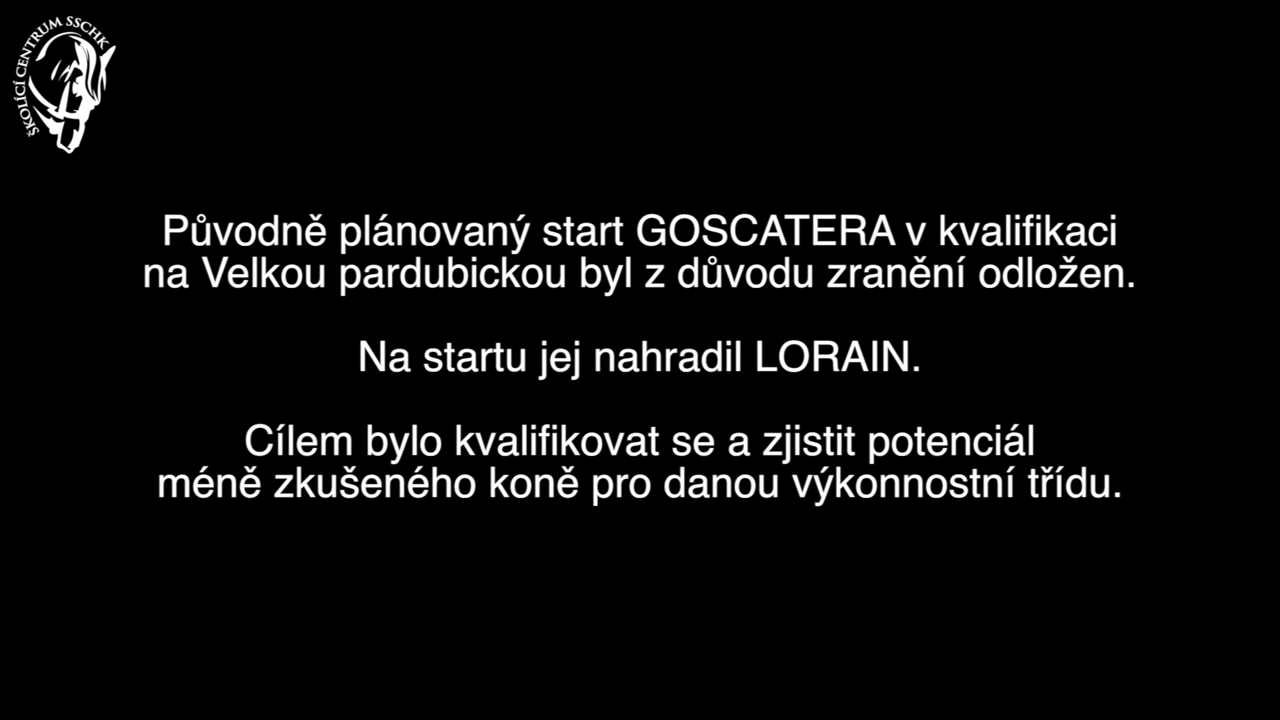 ŠKOLÍCÍ CENTRUM SSCHK
Původně plánovaný start GOSCATERA v kvalifikaci
na Velkou pardubickou byl z důvodu zranění odložen.
Na startu jej nahradil LORAIN.
Cílem bylo kvalifikovat se a zjistit potenciál
méně zkušeného koně pro danou výkonnostní třídu.